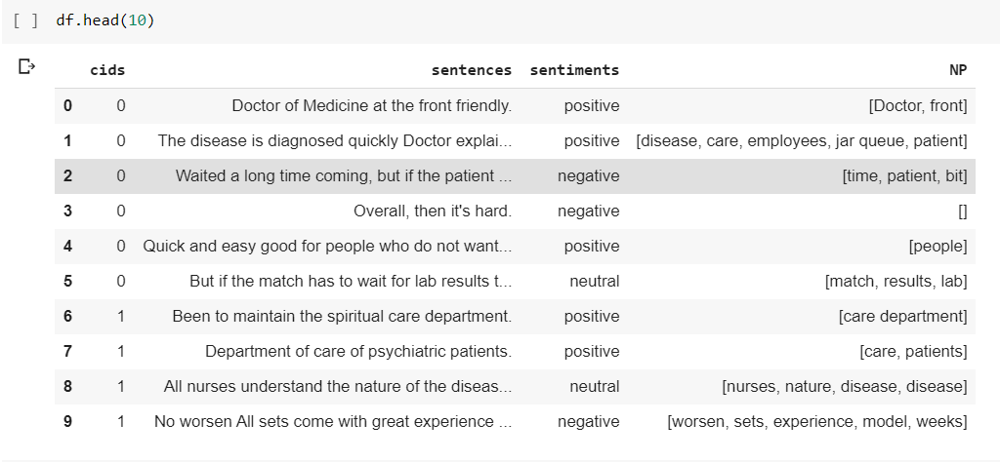 [ ] df.head(10)
cids sentences sentiments NP
0 0 Doctor of Medicine at the front friendly. positive [Doctor, front]
1 0 The disease is diagnosed quickly Doctor explai... positive [disease, care, employees, jar queue, patient]
2 0 Waited a long time coming, but if the patient ... negative [time, patient, bit]
3 0 Overall, then it's hard. negative []
4 0 Quick and easy good for people who do not want... positive [people]
5 0 But if the match has to wait for lab results t... neutral [match, results, lab]
6 1 Been to maintain the spiritual care department. positive [care department]
7 1 Department of care of psychiatric patients. positive [care, patients]
8 1 All nurses understand the nature of the diseas... neutral [nurses, nature, disease, disease]
9 1 No worsen All sets come with great experience ... negative [worsen, sets, experience, model, weeks]